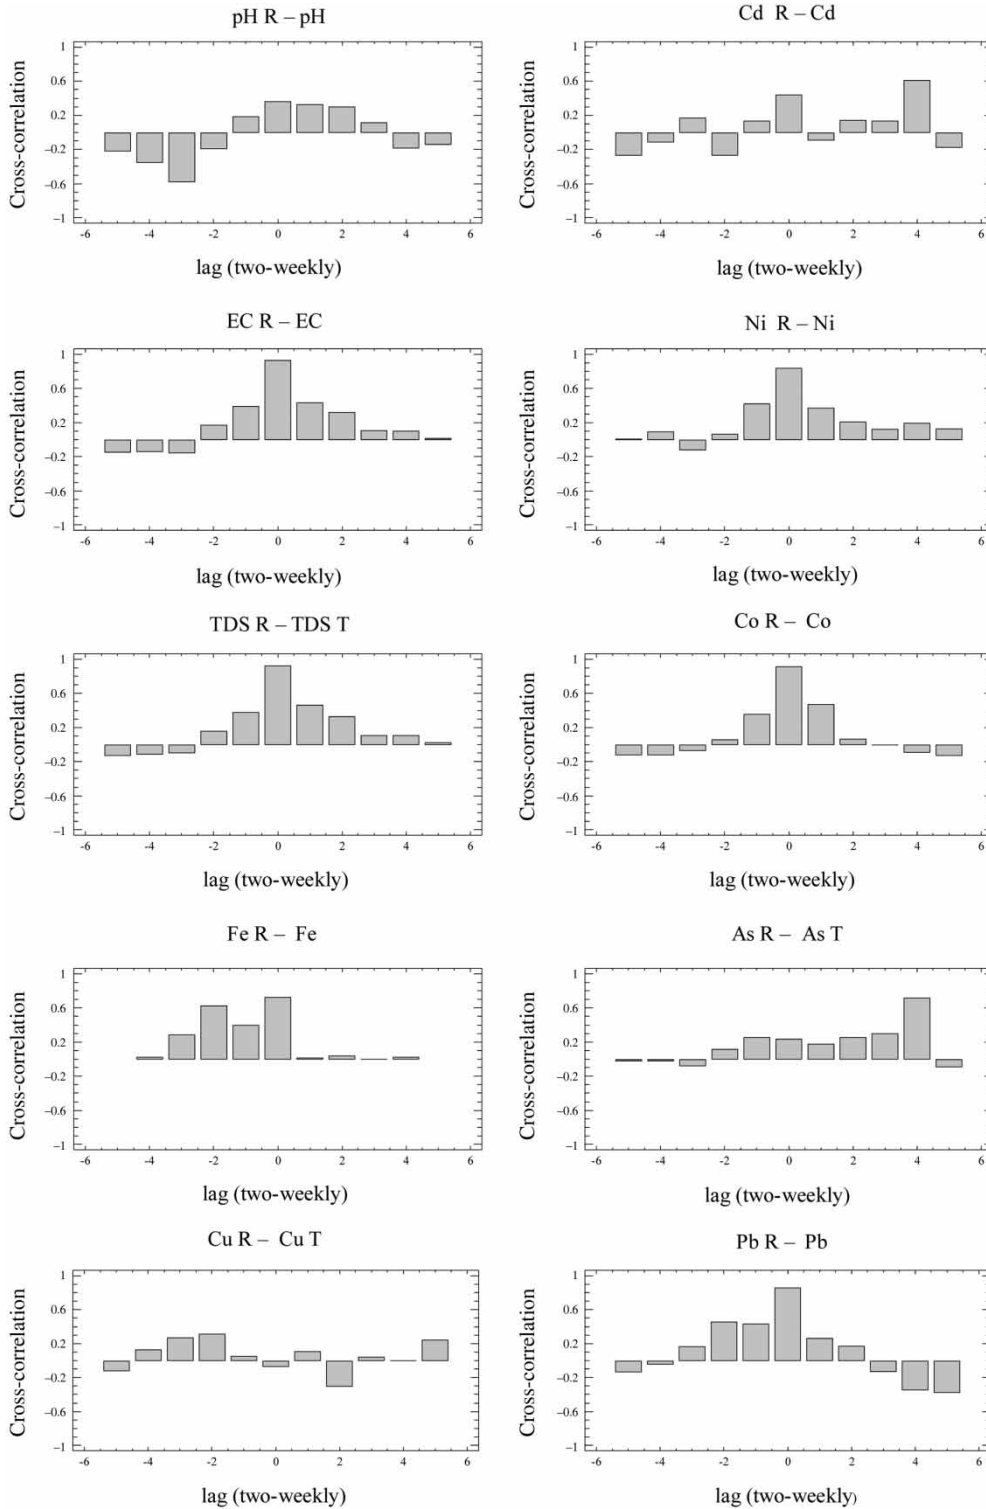 pH R – pH
Cross-correlation
1
0.6
0.2
–0.2
–0.6
–1
-6 -4 -2 0 2 4 6
lag (two-weekly)
Cd R – Cd
Cross-correlation
1
0.6
0.2
–0.2
–0.6
–1
-6 -4 -2 0 2 4 6
lag (two-weekly)
EC R – EC
Cross-correlation
1
0.6
0.2
–0.2
–0.6
–1
-6 -4 -2 0 2 4 6
lag (two-weekly)
Ni R – Ni
Cross-correlation
1
0.6
0.2
–0.2
–0.6
–1
-6 -4 -2 0 2 4 6
lag (two-weekly)
TDS R – TDS T
Cross-correlation
1
0.6
0.2
–0.2
–0.6
–1
-6 -4 -2 0 2 4 6
lag (two-weekly)
Co R – Co
Cross-correlation
1
0.6
0.2
–0.2
–0.6
–1
-6 -4 -2 0 2 4 6
lag (two-weekly)
Fe R – Fe
Cross-correlation
1
0.6
0.2
–0.2
–0.6
–1
-6 -4 -2 0 2 4 6
lag (two-weekly)
As R – As T
Cross-correlation
1
0.6
0.2
–0.2
–0.6
–1
-6 -4 -2 0 2 4 6
lag (two-weekly)
Cu R – Cu T
Cross-correlation
1
0.6
0.2
–0.2
–0.6
–1
-6 -4 -2 0 2 4 6
lag (two-weekly)
Pb R – Pb
Cross-correlation
1
0.6
0.2
–0.2
–0.6
–1
-6 -4 -2 0 2 4 6
lag (two-weekly)